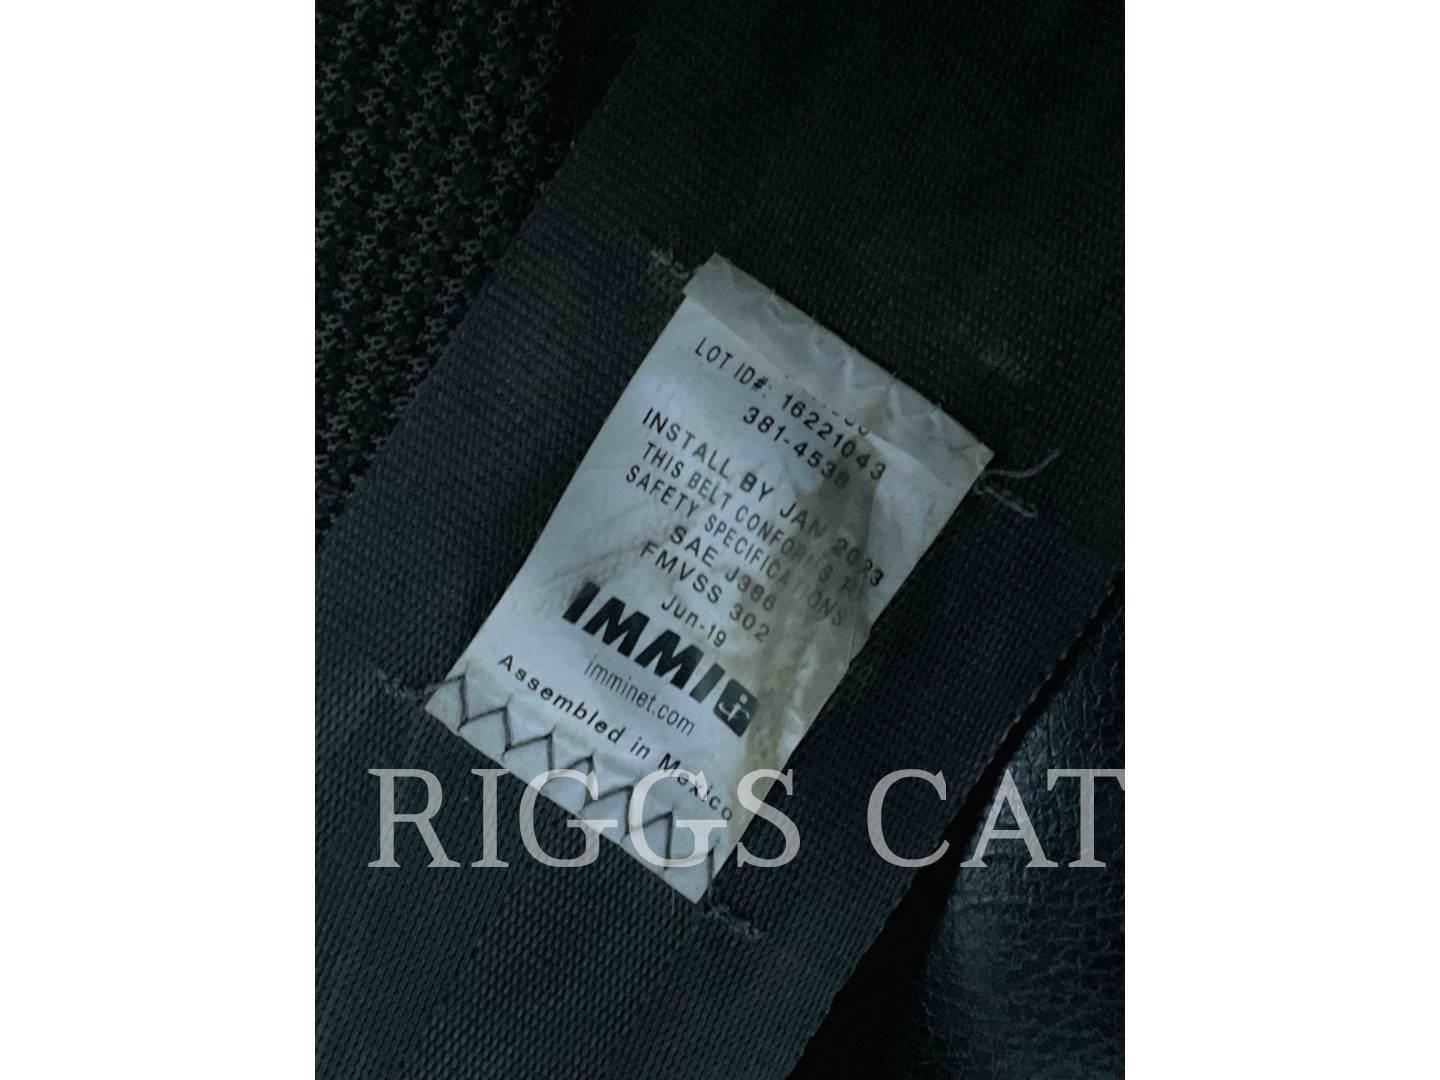 LOT ID#: 16221043
381-4538
INSTALL BY JAN 2023
THIS BELT CONFORMS TO
SAFETY SPECIFICATIONS
SAE J386
FMVSS 302
Jun-19
IMMI
imminet.com
Assembled in Mexico
RIGGS CAT